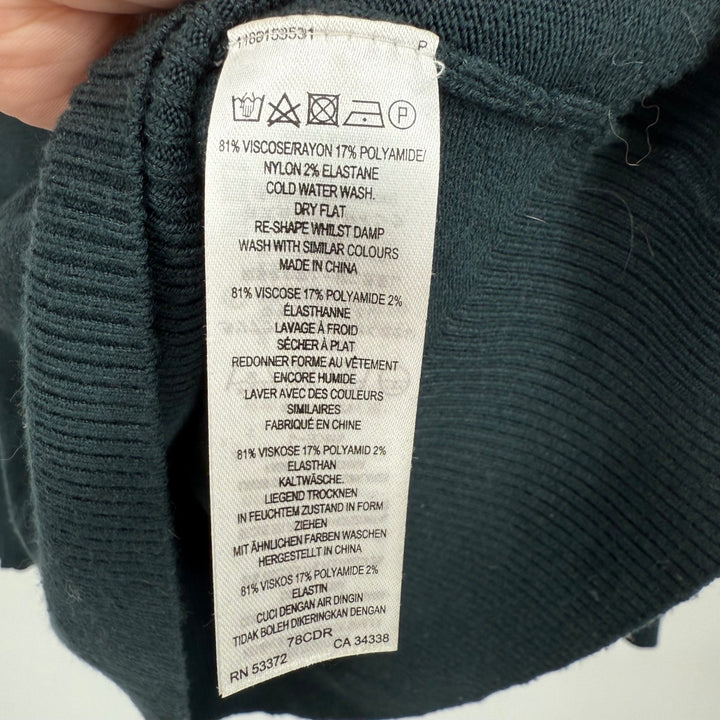 1180153531 P
P
81% VISCOSE/RAYON 17% POLYAMIDE/
NYLON 2% ELASTANE
COLD WATER WASH.
DRY FLAT
RE-SHAPE WHILST DAMP
WASH WITH SIMILAR COLOURS
MADE IN CHINA
81% VISCOSE 17% POLYAMIDE 2%
ÉLASTHANNE
LAVAGE À FROID
SÉCHER À PLAT
REDONNER FORME AU VÊTEMENT
ENCORE HUMIDE
LAVER AVEC DES COULEURS
SIMILAIRES
FABRIQUÉ EN CHINE
81% VISKOSE 17% POLYAMID 2%
ELASTHAN
KALTWÄSCHE.
LIEGEND TROCKNEN
IN FEUCHTEM ZUSTAND IN FORM
ZIEHEN
MIT ÄHNLICHEN FARBEN WASCHEN
HERGESTELLT IN CHINA
81% VISKOS 17% POLYAMIDE 2%
ELASTIN
CUCI DENGAN AIR DINGIN
TIDAK BOLEH DIKERINGKAN DENGAN
78CDR
RN 53372 CA 34338